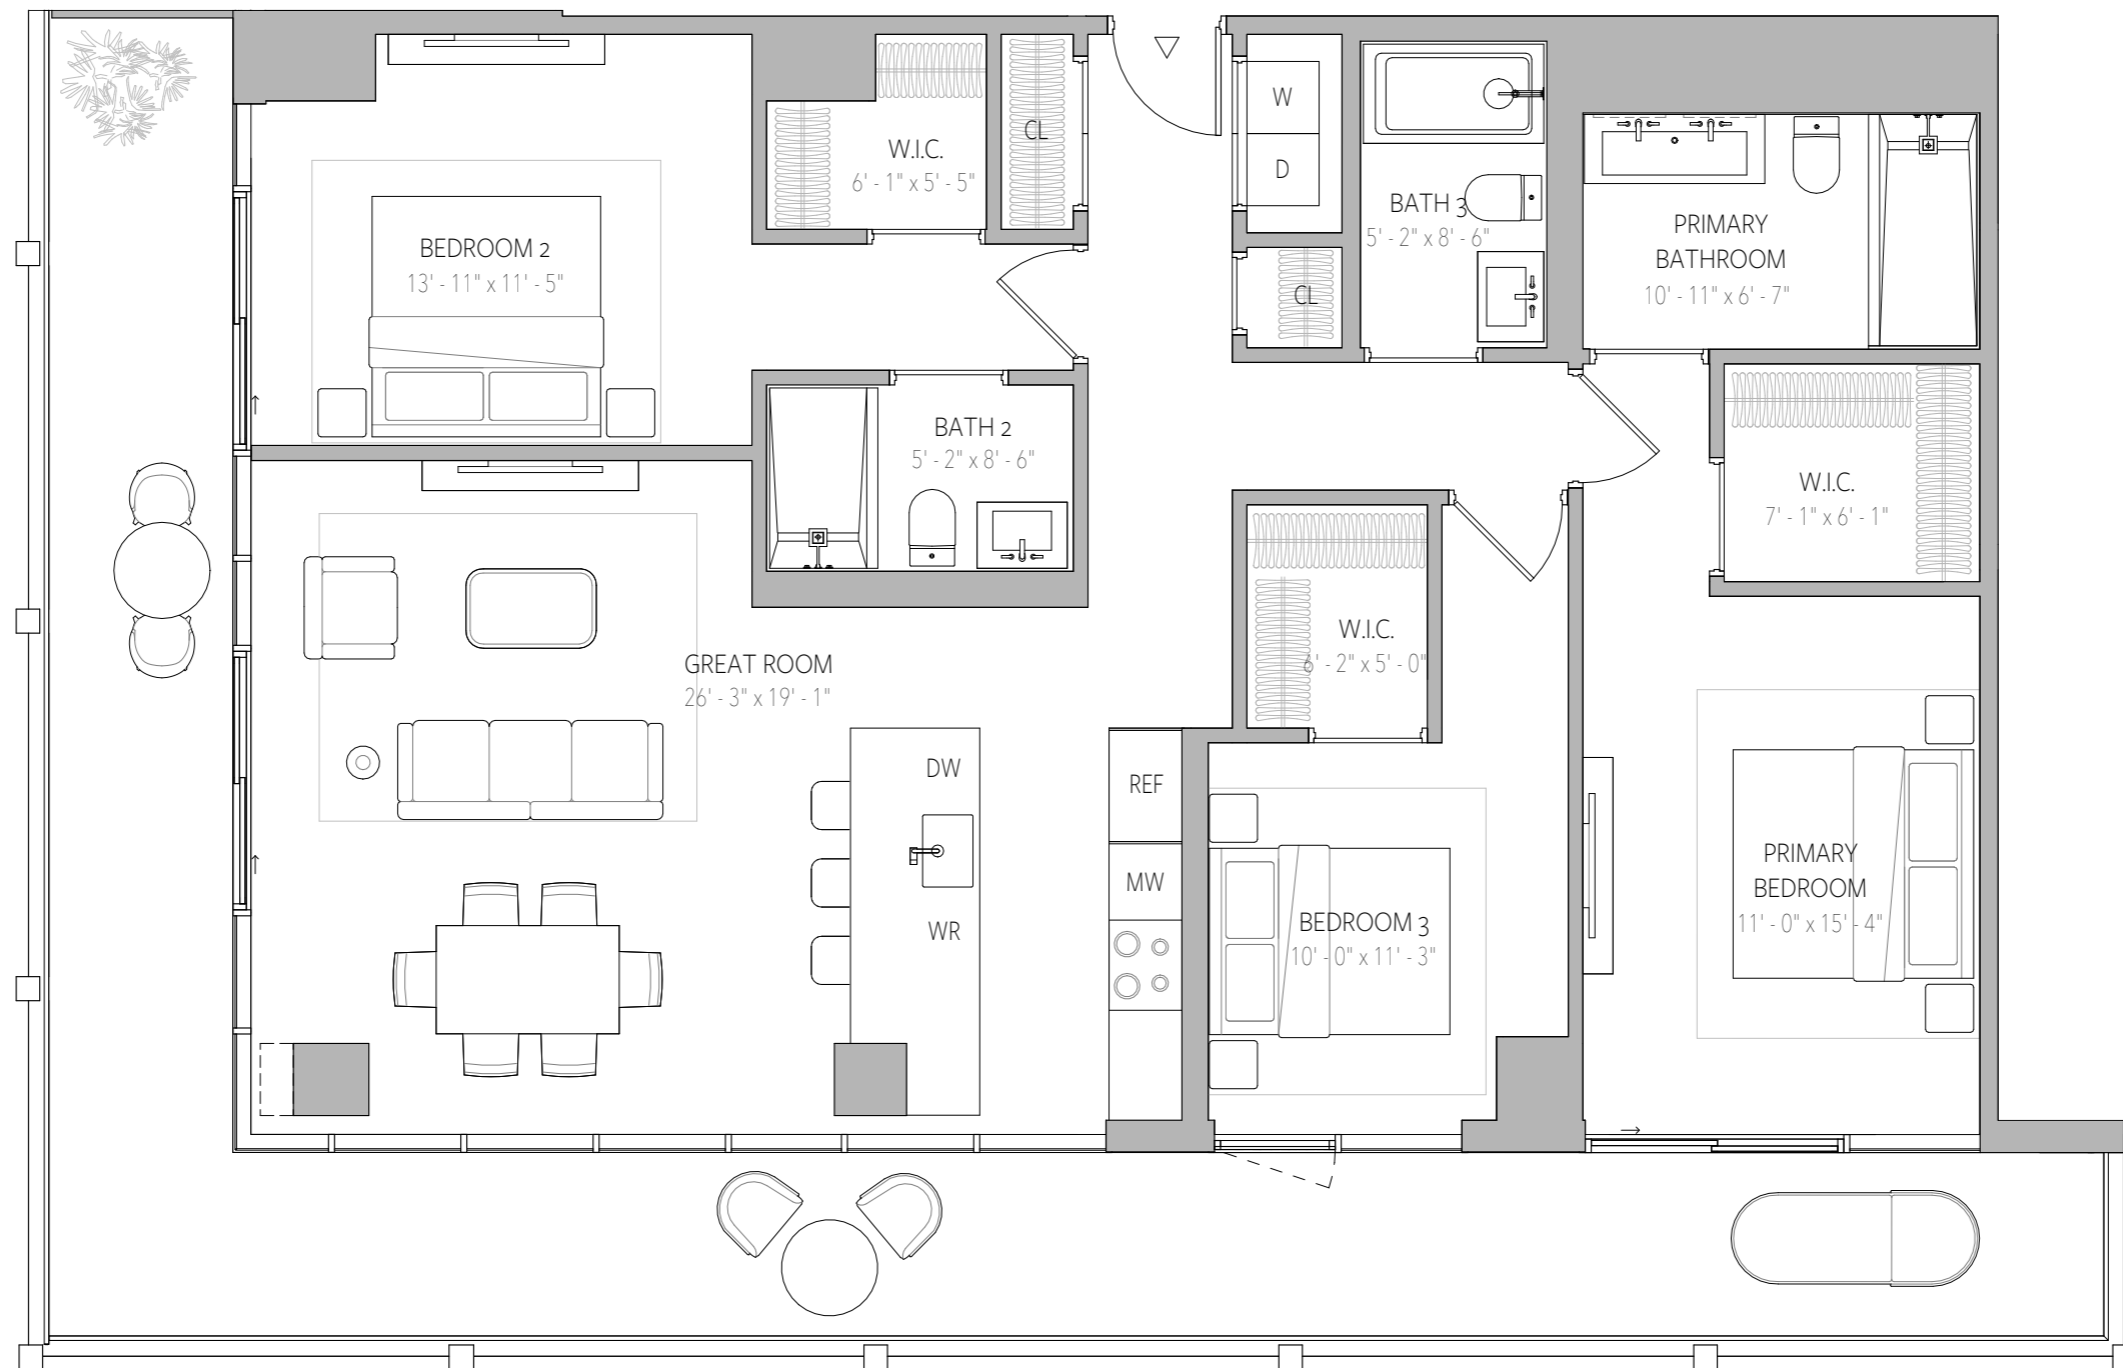 W
D
CL
W.I.C.
6' - 1" x 5' - 5"
BATH 3
5' - 2" x 8' - 6"
PRIMARY
BATHROOM
10' - 11" x 6' - 7"
BEDROOM 2
13' - 11" x 11' - 5"
CL
BATH 2
5' - 2" x 8' - 6"
W.I.C.
7' - 1" x 6' - 1"
W.I.C.
6' - 2" x 5' - 0"
GREAT ROOM
26' - 3" x 19' - 1"
DW
REF
MW
WR
BEDROOM 3
10' - 0" x 11' - 3"
PRIMARY
BEDROOM
11' - 0" x 15' - 4"